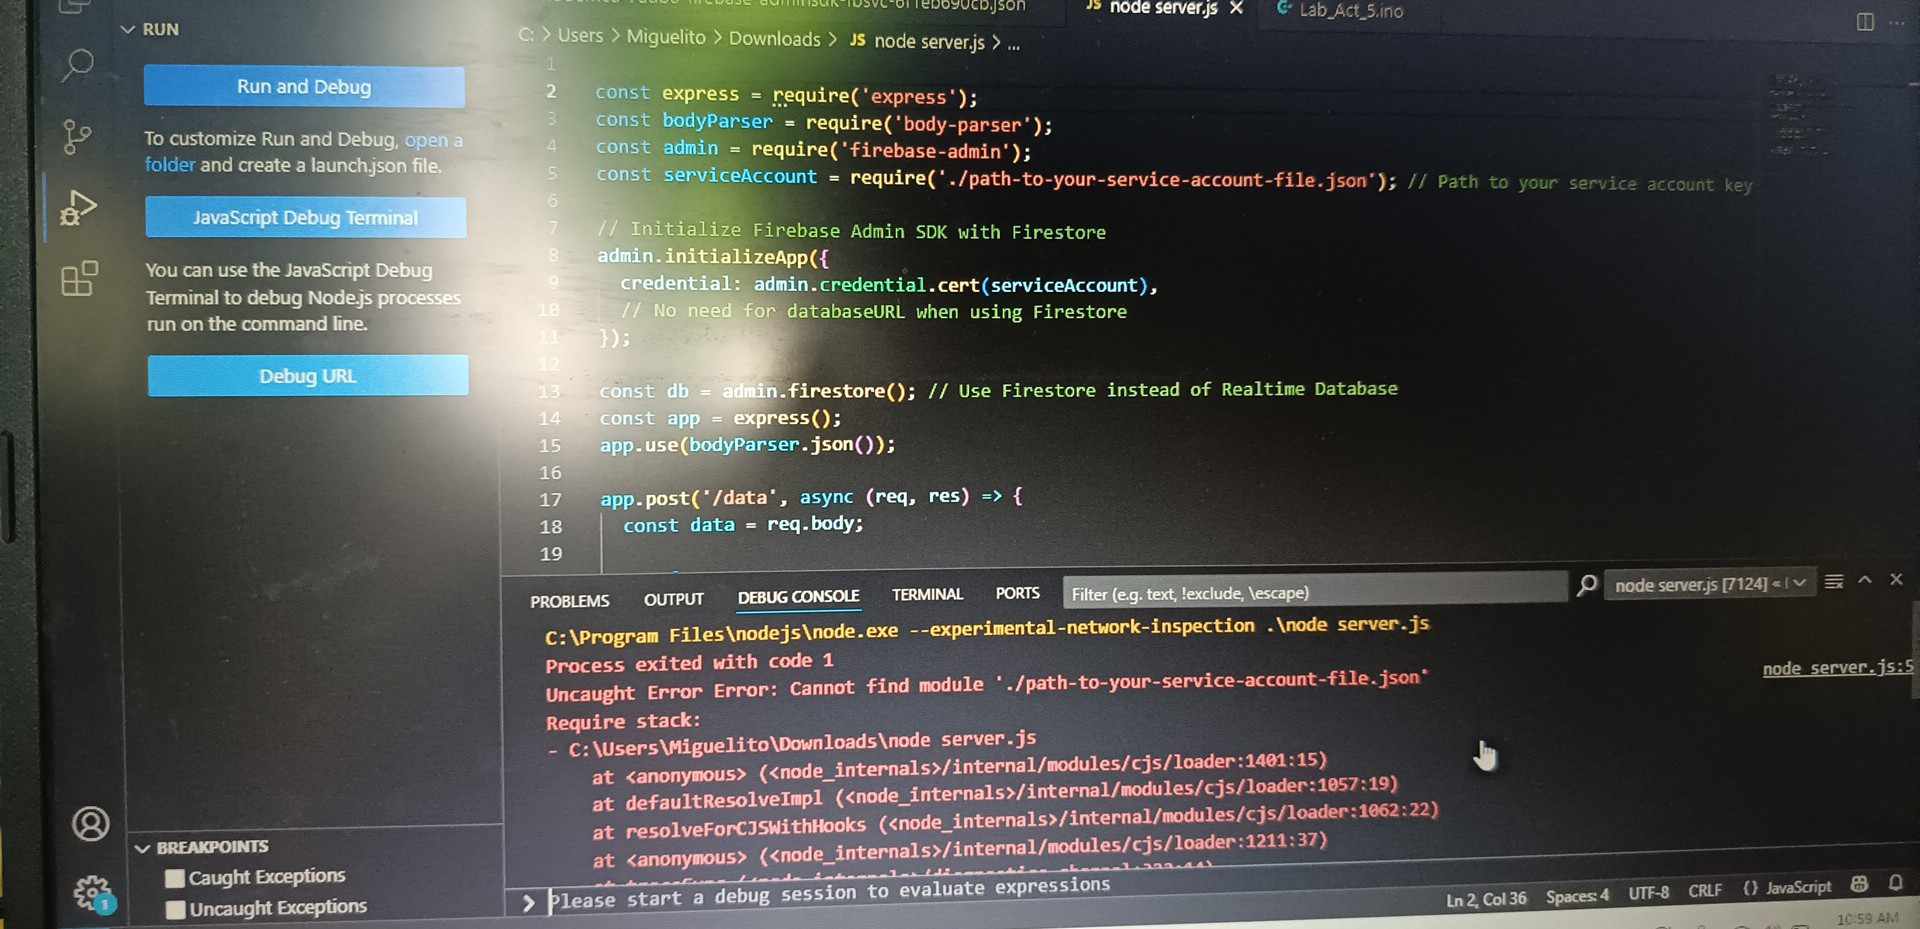 RUN
Run and Debug
To customize Run and Debug, open a
folder and create a launch.json file.
JavaScript Debug Terminal
You can use the JavaScript Debug
Terminal to debug Node.js processes
run on the command line.
Debug URL
BREAKPOINTS
Caught Exceptions
Uncaught Exceptions
1
node server.js
Lab_Act_5.ino
C: > Users > Miguelito > Downloads > JS node server.js > ...
1
2 const express = require('express');
3 const bodyParser = require('body-parser');
4 const admin = require('firebase-admin');
5 const serviceAccount = require('./path-to-your-service-account-file.json'); // Path to your service account key
6
7 // Initialize Firebase Admin SDK with Firestore
8 admin.initializeApp({
9 credential: admin.credential.cert(serviceAccount),
10 // No need for databaseURL when using Firestore
11 });
12
13 const db = admin.firestore(); // Use Firestore instead of Realtime Database
14 const app = express();
15 app.use(bodyParser.json());
16
17 app.post('/data', async (req, res) => {
18 const data = req.body;
19
PROBLEMS OUTPUT DEBUG CONSOLE TERMINAL PORTS Filter (e.g. text, !exclude, \escape) node server.js [7124]
C:\Program Files\nodejs\node.exe --experimental-network-inspection .\node server.js
Process exited with code 1
Uncaught Error Error: Cannot find module './path-to-your-service-account-file.json' node server.js:5
Require stack:
- C:\Users\Miguelito\Downloads\node server.js
at <anonymous> (<node_internals>/internal/modules/cjs/loader:1401:15)
at defaultResolveImpl (<node_internals>/internal/modules/cjs/loader:1057:19)
at resolveForCJSWithHooks (<node_internals>/internal/modules/cjs/loader:1062:22)
at <anonymous> (<node_internals>/internal/modules/cjs/loader:1211:37)
Please start a debug session to evaluate expressions
Ln 2, Col 36 Spaces: 4 UTF-8 CRLF {} JavaScript
10:59 AM